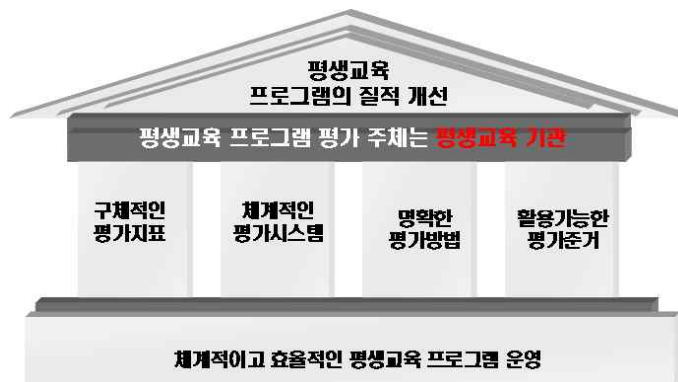 평생교육
프로그램의 질적 개선
평생교육 프로그램 평가 주체는 평생교육 기관
구체적인
평가지표
체계적인
평가시스템
명확한
평가방법
활용가능한
평가준거
체계적이고 효율적인 평생교육 프로그램 운영